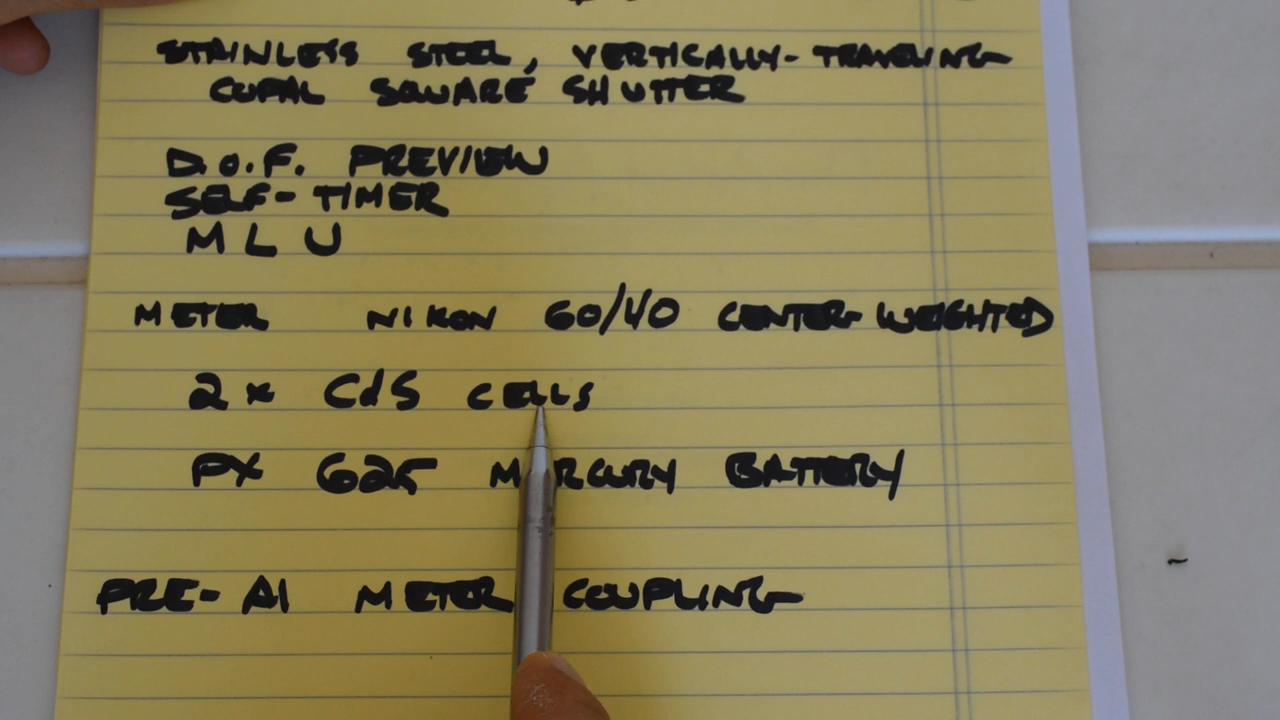 STAINLESS STEEL, VERTICALLY-TRAVELING
COPAL SQUARE SHUTTER
D.O.F. PREVIEW
SELF-TIMER
MLU
METER NIKON 60/40 CENTER-WEIGHTED
2x CdS CELLS
PX 625 MERCURY BATTERY
PRE-AI METER COUPLING